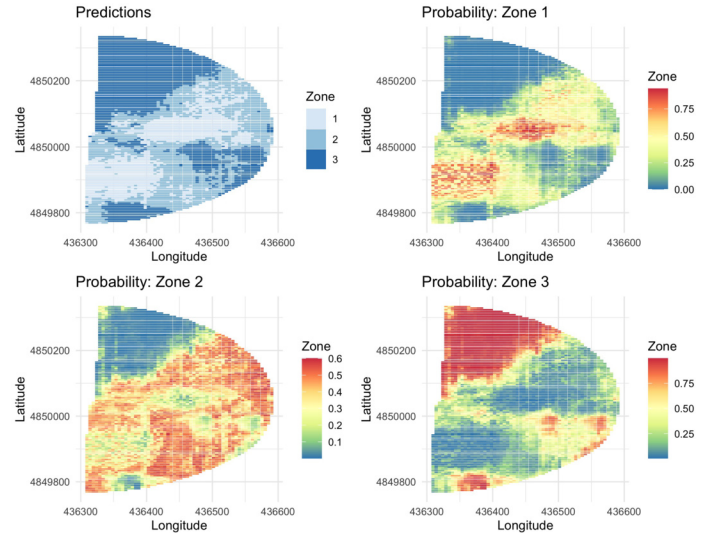 Predictions
Latitude
4850200
4850000
4849800
436300 436400 436500 436600
Longitude
Zone
1
2
3
Probability: Zone 1
Latitude
4850200
4850000
4849800
436300 436400 436500 436600
Longitude
Zone
0.75
0.50
0.25
0.00
Probability: Zone 2
Latitude
4850200
4850000
4849800
436300 436400 436500 436600
Longitude
Zone
0.6
0.5
0.4
0.3
0.2
0.1
Probability: Zone 3
Latitude
4850200
4850000
4849800
436300 436400 436500 436600
Longitude
Zone
0.75
0.50
0.25